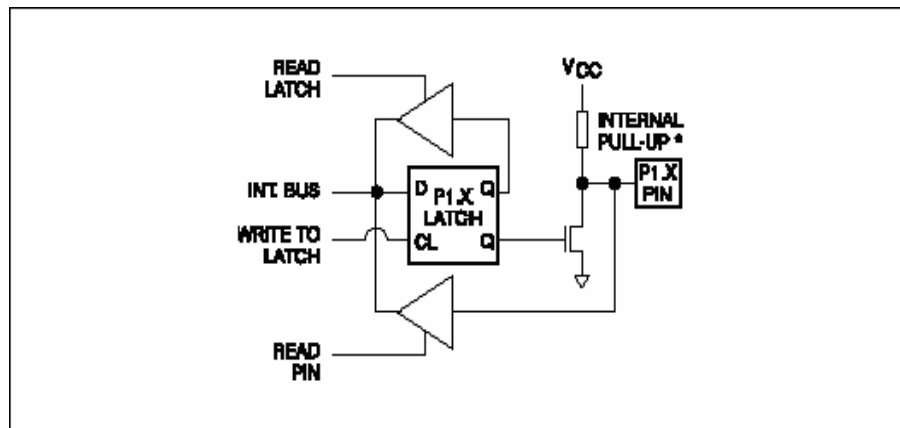 READ
LATCH
VCC
INTERNAL
PULL-UP *
P1.X
PIN
INT. BUS
D
P1.X
Q
LATCH
WRITE TO
LATCH
CL
Q
READ
PIN